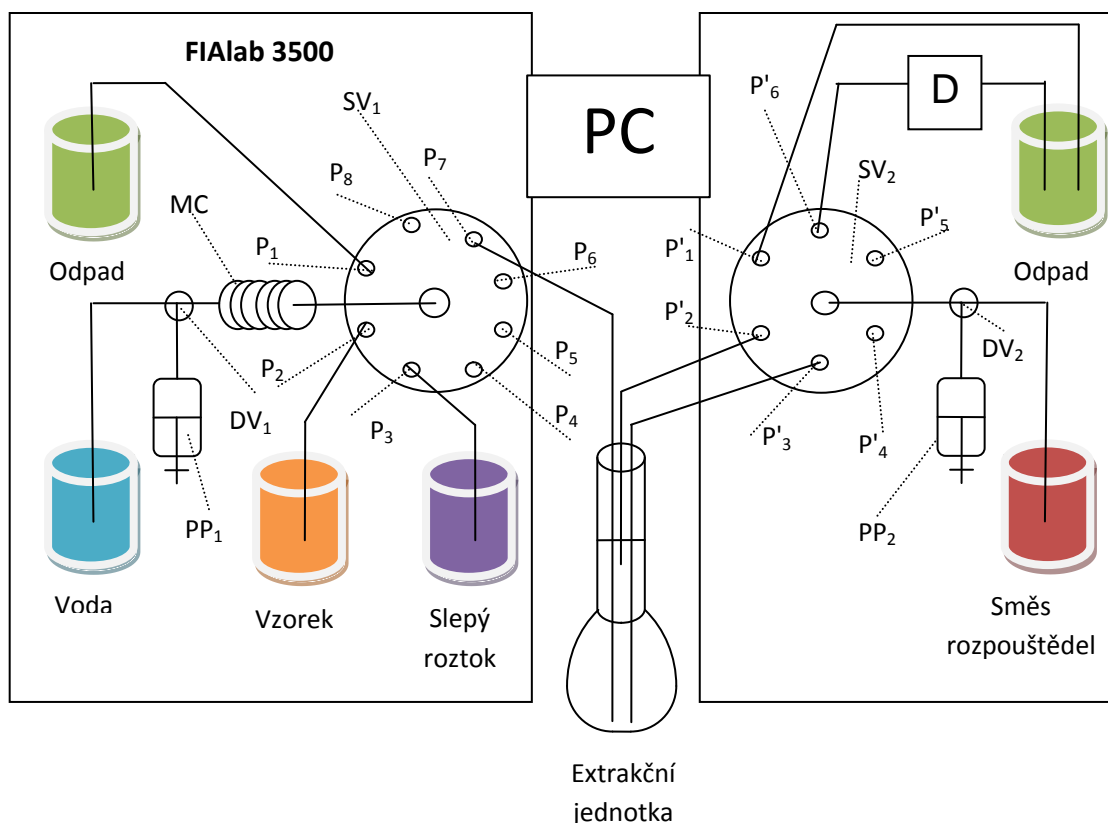 FIAlab 3500
PC
D
P'6
SV1
P7
P8
SV2
MC
P'5
P1
P6
P'1
Odpad
Odpad
P'2
P2
P5
DV2
DV1
P3
P4
P'3
P'4
PP1
PP2
Voda
Vzorek
Slepý
roztok
Směs
rozpouštědel
Extrakční
jednotka